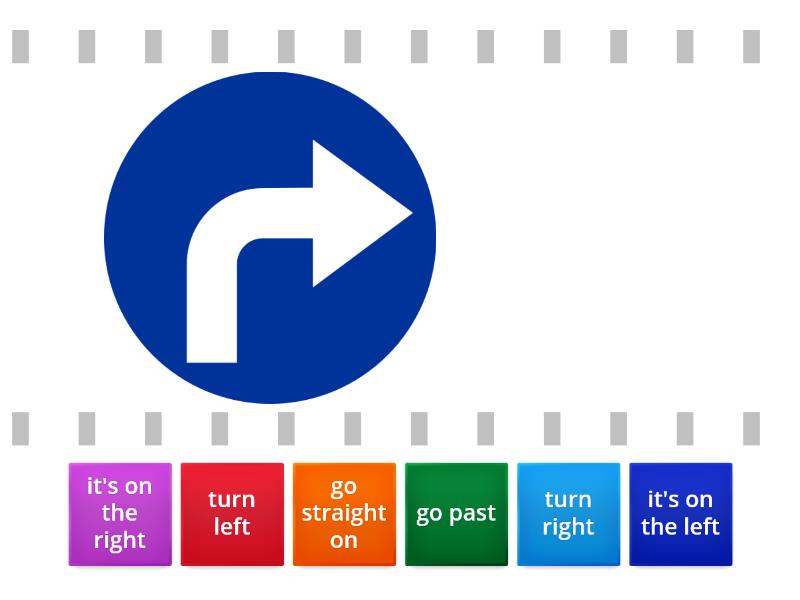 it's on
the
right
turn
left
go
straight
on
go past
turn
right
it's on
the left